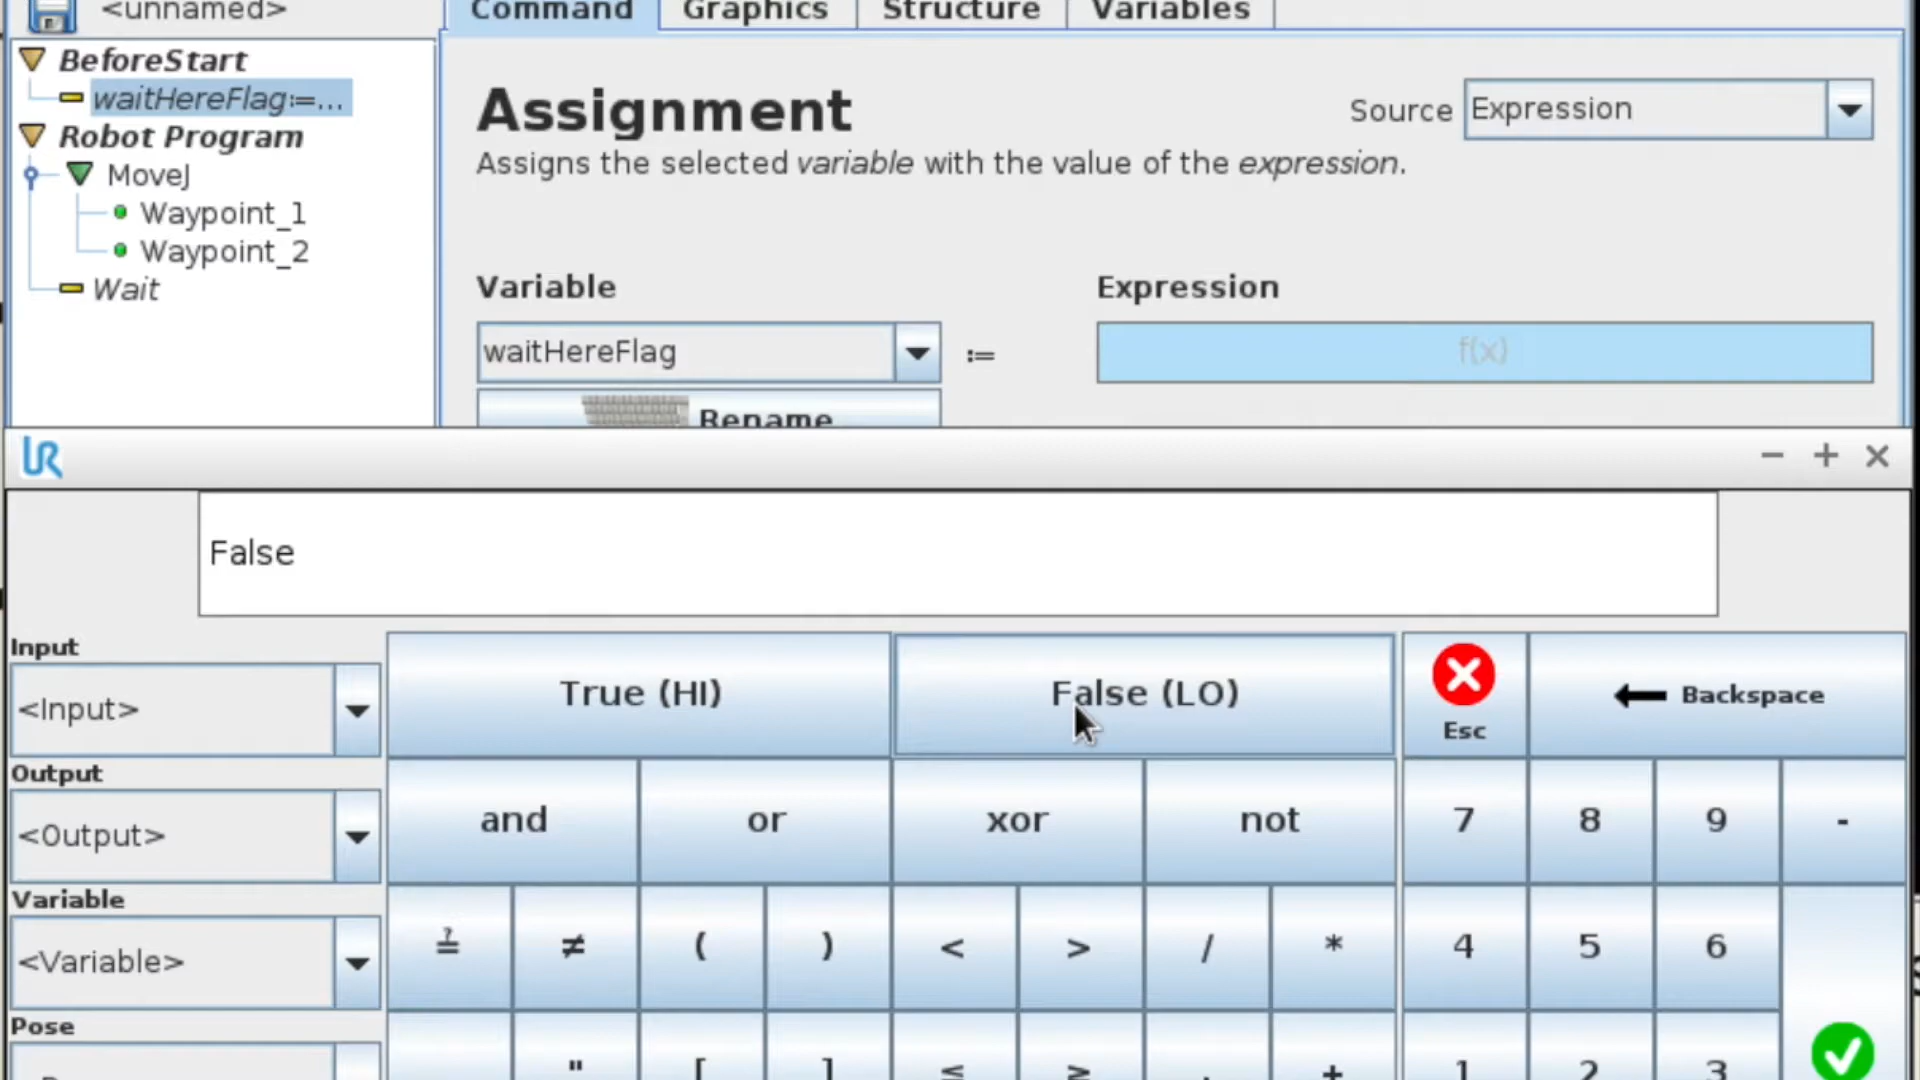 <unnamed>
Command Graphics Structure Variables
BeforeStart
waitHereFlag:=...
Robot Program
MoveJ
Waypoint_1
Waypoint_2
Wait
Assignment
Source Expression
Assigns the selected variable with the value of the expression.
Variable Expression
waitHereFlag := f(x)
Rename
UR
False
Input
<Input>
Output
<Output>
Variable
<Variable>
Pose
True (HI) False (LO) Esc Backspace
and or xor not 7 8 9 -
≟ ≠ ( ) < > / * 4 5 6
" [ ] ≤ ≥ . + 1 2 3